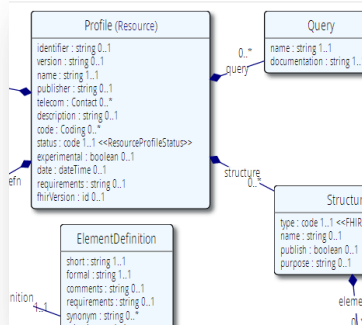 Profile (Resource)
identifier : string 0..1
version : string 0..1
name : string 1..1
publisher : string 0..1
telecom : Contact 0..*
description : string 0..1
code : Coding 0..*
status : code 1..1 <<ResourceProfileStatus>>
experimental : boolean 0..1
date : dateTime 0..1
requirements : string 0..1
fhirVersion : id 0..1
Query
name : string 1..1
documentation : string 1..
0..*
query
efn
structure
0..*
Structur
type : code 1..1 <<FHIR
name : string 0..1
publish : boolean 0..1
purpose : string 0..1
eleme
ElementDefinition
short : string 1..1
formal : string 1..1
comments : string 0..1
requirements : string 0..1
synonym : string 0..*
nition
1..1